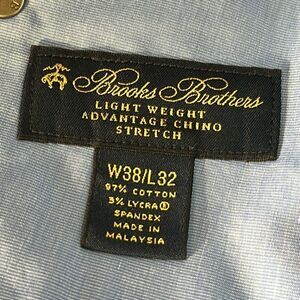 Brooks Brothers
LIGHT WEIGHT
ADVANTAGE CHINO
STRETCH
W38/L32
97% COTTON
3% LYCRA®
SPANDEX
MADE IN
MALAYSIA